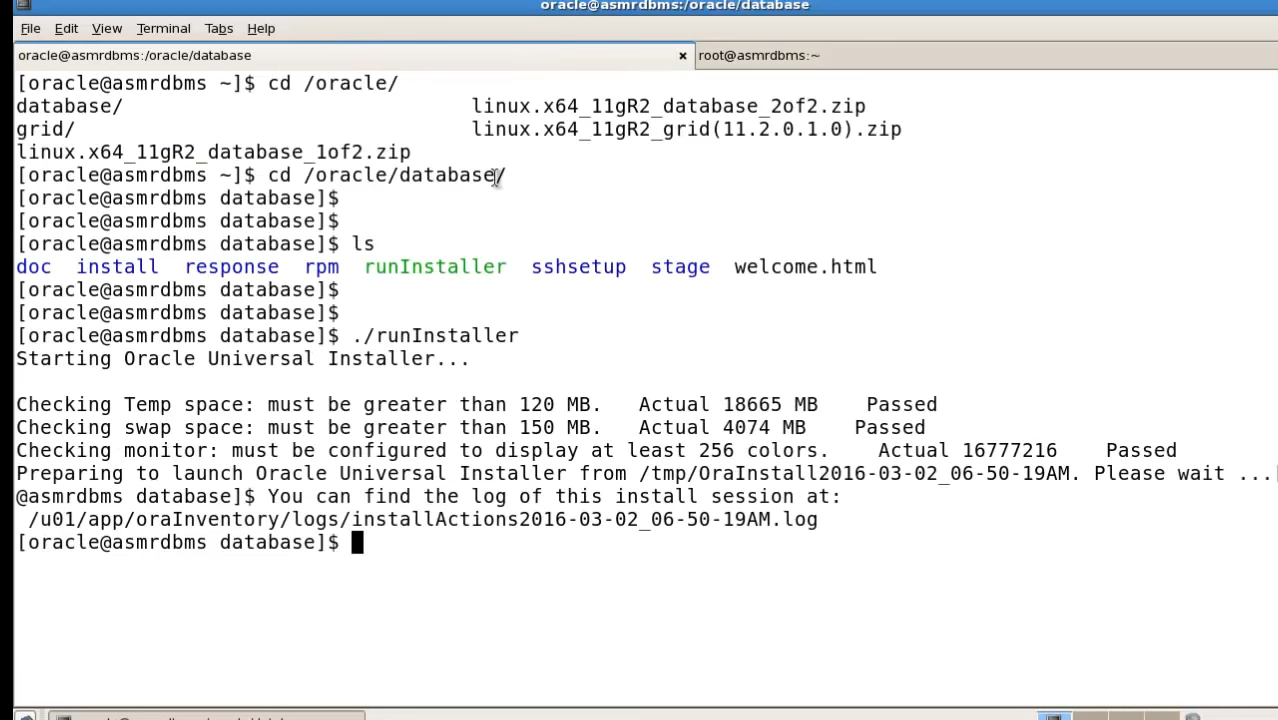 oracle@asmrdbms:/oracle/database
File Edit View Terminal Tabs Help
oracle@asmrdbms:/oracle/database × root@asmrdbms:~
[oracle@asmrdbms ~]$ cd /oracle/
database/ linux.x64_11gR2_database_2of2.zip
grid/ linux.x64_11gR2_grid(11.2.0.1.0).zip
linux.x64_11gR2_database_1of2.zip
[oracle@asmrdbms ~]$ cd /oracle/database/
[oracle@asmrdbms database]$
[oracle@asmrdbms database]$
[oracle@asmrdbms database]$ ls
doc install response rpm runInstaller sshsetup stage welcome.html
[oracle@asmrdbms database]$
[oracle@asmrdbms database]$
[oracle@asmrdbms database]$ ./runInstaller
Starting Oracle Universal Installer...
Checking Temp space: must be greater than 120 MB. Actual 18665 MB Passed
Checking swap space: must be greater than 150 MB. Actual 4074 MB Passed
Checking monitor: must be configured to display at least 256 colors. Actual 16777216 Passed
Preparing to launch Oracle Universal Installer from /tmp/OraInstall2016-03-02_06-50-19AM. Please wait ...[
@asmrdbms database]$ You can find the log of this install session at:
/u01/app/oraInventory/logs/installActions2016-03-02_06-50-19AM.log
[oracle@asmrdbms database]$